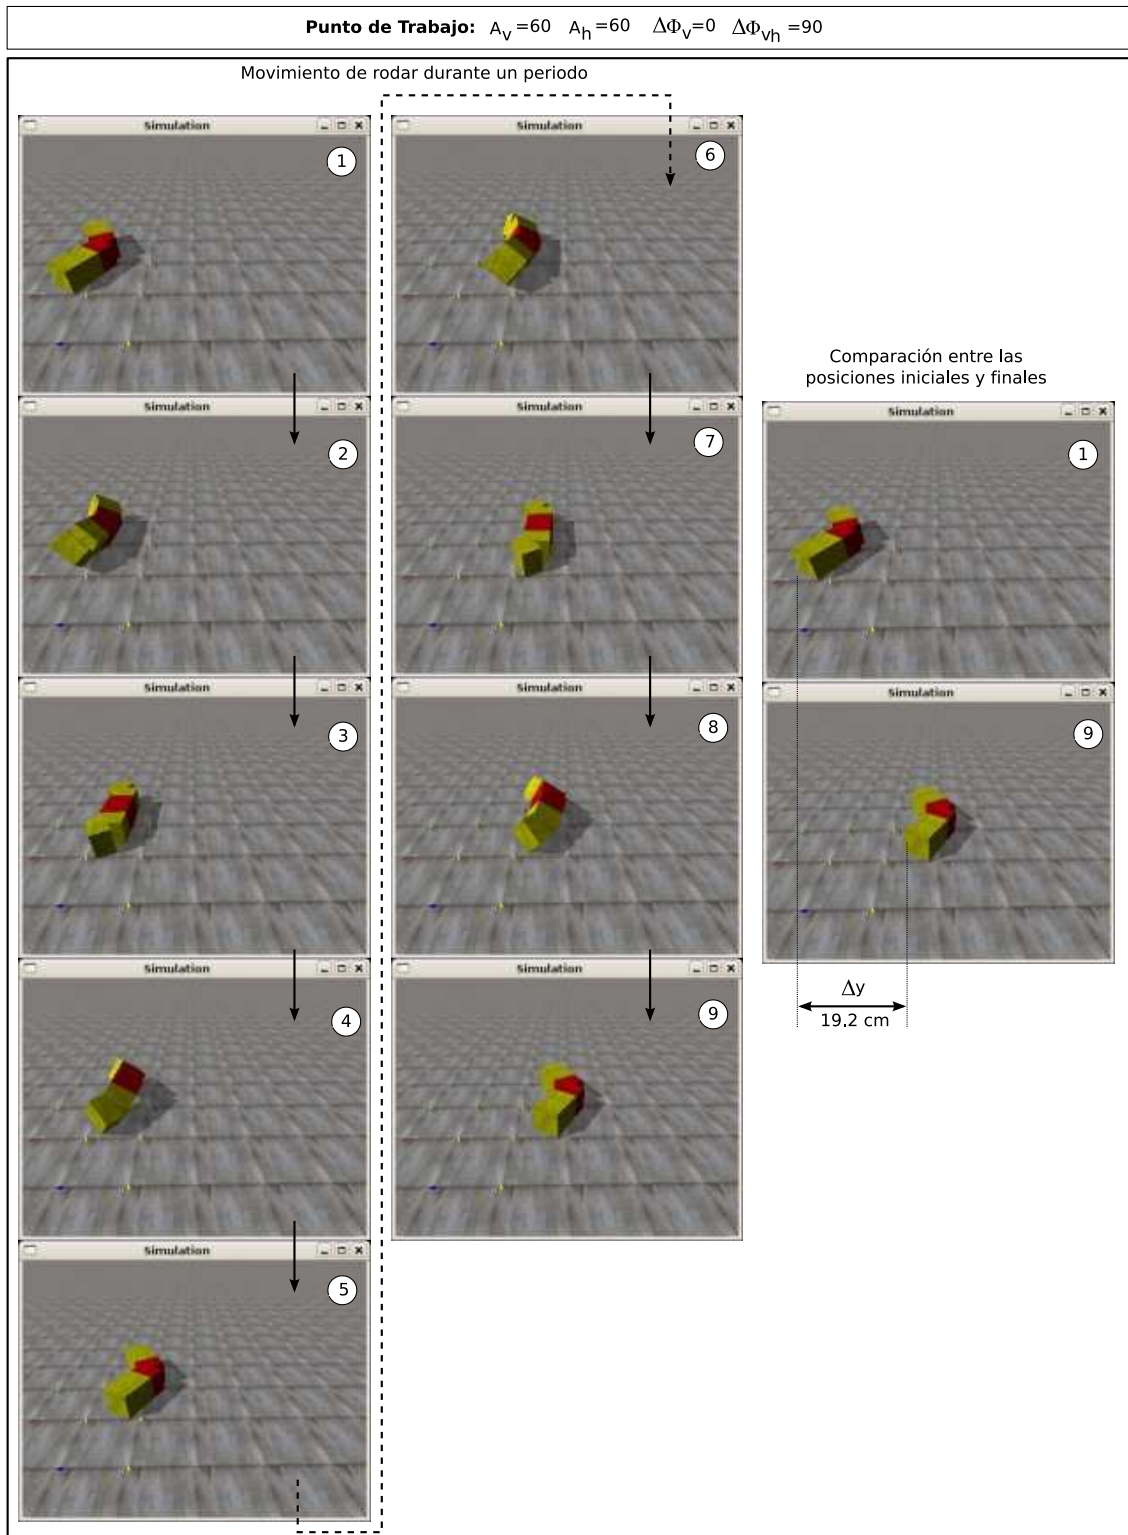 Punto de Trabajo: Av=60 Ah=60 ΔΦv=0 ΔΦvh=90
Movimiento de rodar durante un periodo
Simulation
1
Simulation
2
Simulation
3
Simulation
4
Simulation
5
Simulation
6
Simulation
7
Simulation
8
Simulation
9
Comparación entre las
posiciones iniciales y finales
Simulation
1
Simulation
9
Δy
19.2 cm